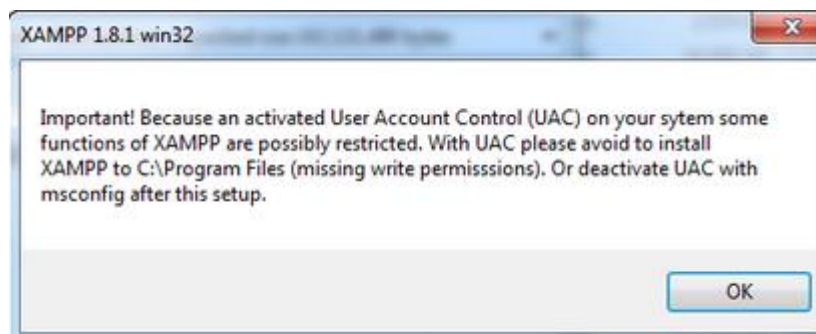 XAMPP 1.8.1 win32
Important! Because an activated User Account Control (UAC) on your sytem some
functions of XAMPP are possibly restricted. With UAC please avoid to install
XAMPP to C:\Program Files (missing write permisssions). Or deactivate UAC with
msconfig after this setup.
OK